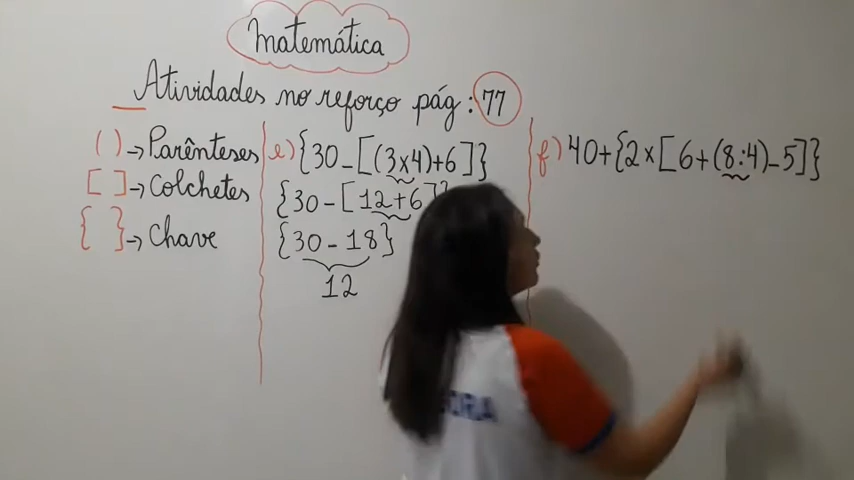 Matemática
Atividades no reforço pág: 77
( ) → Parênteses
[ ] → Colchetes
{ } → Chave
e) {30 - [(3x4)+6]}
{30 - [12+6]}
{30 - 18}
12
f) 40+{2x[6+(8:4)-5]}
ORA